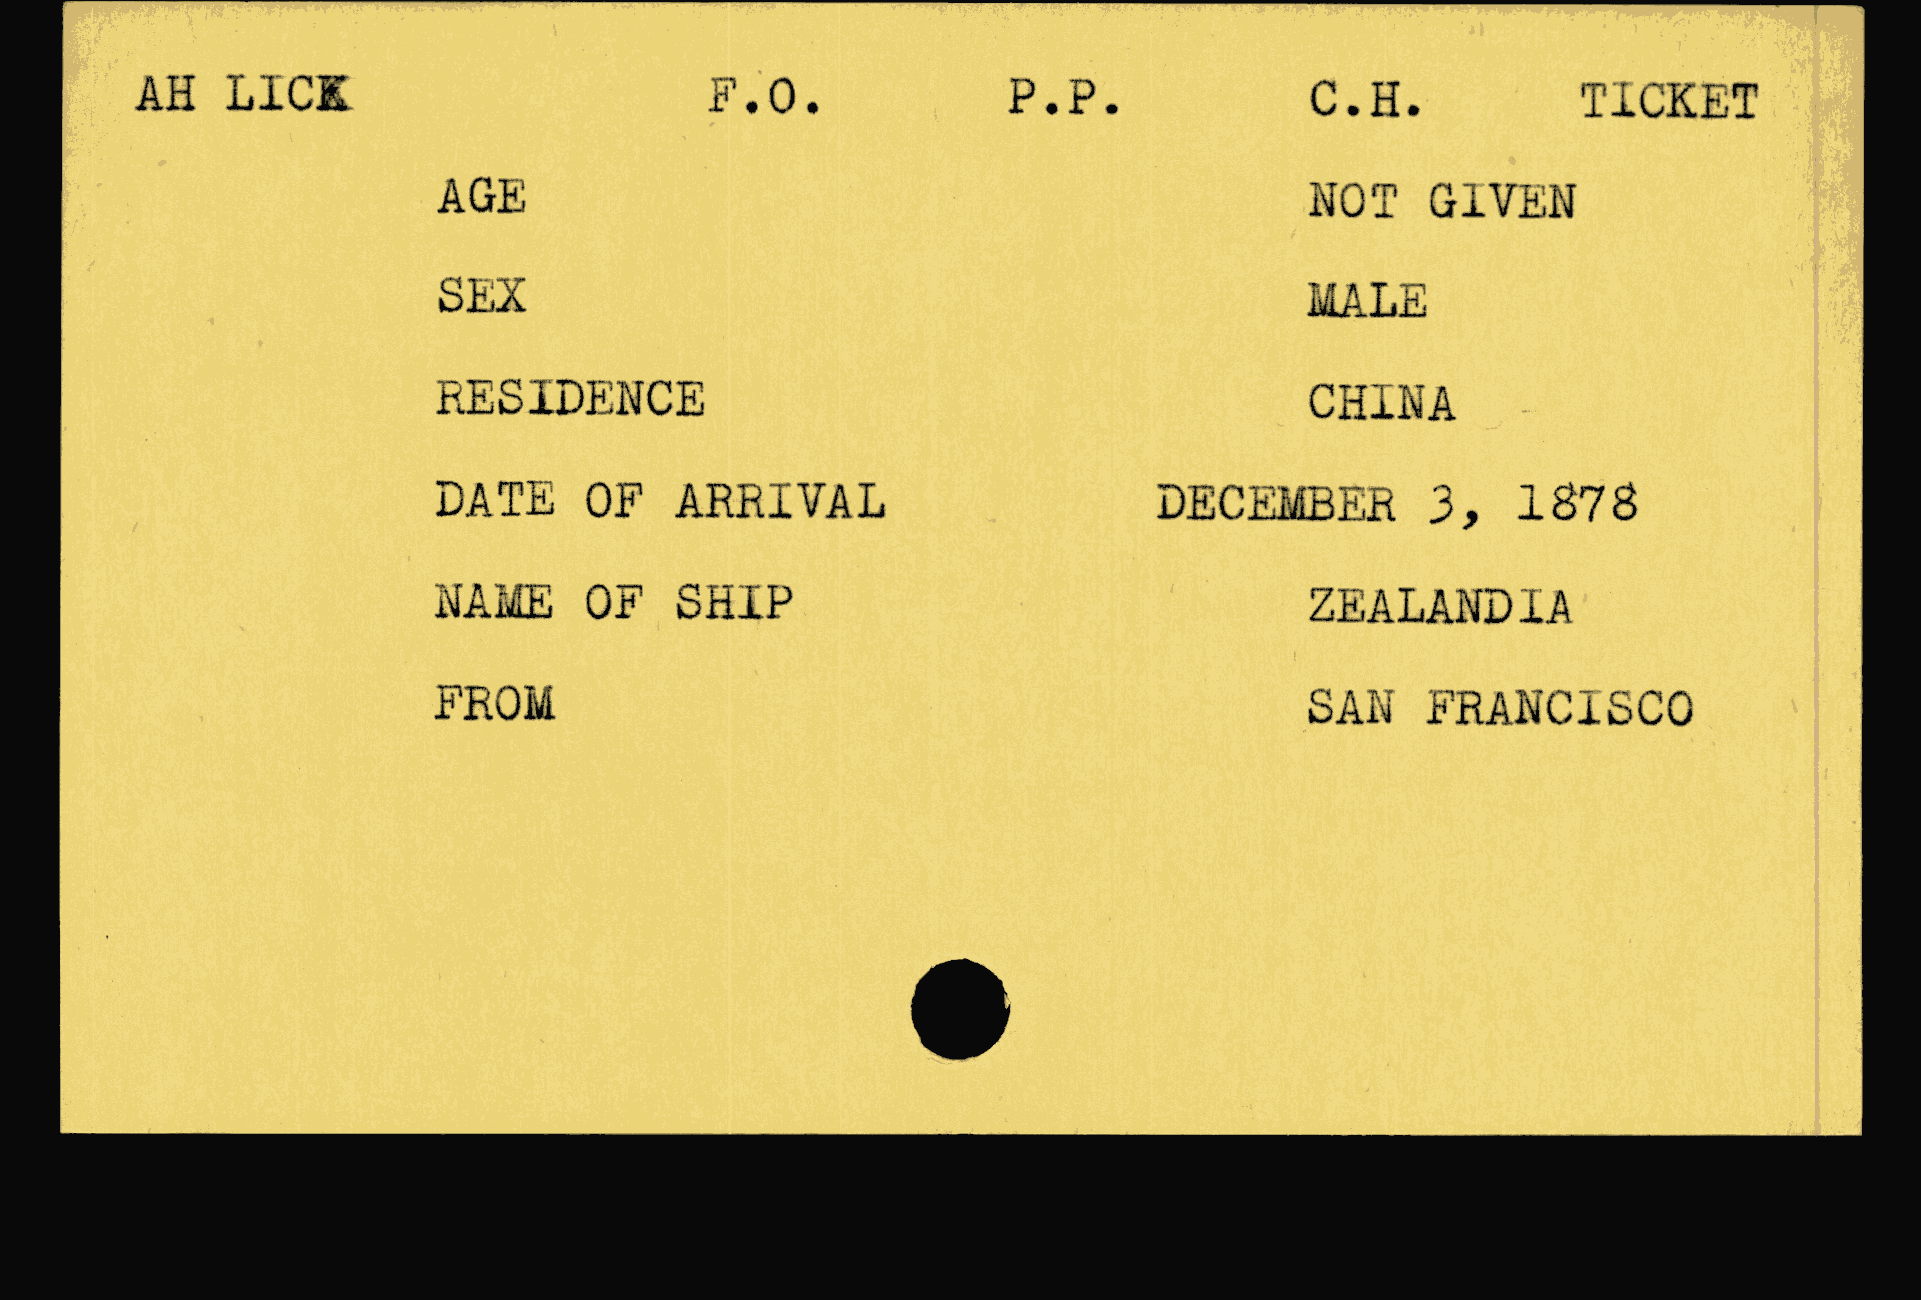 AH LICK F.O. P.P. C.H. TICKET
AGE NOT GIVEN
SEX MALE
RESIDENCE CHINA
DATE OF ARRIVAL DECEMBER 3, 1878
NAME OF SHIP ZEALANDIA
FROM SAN FRANCISCO